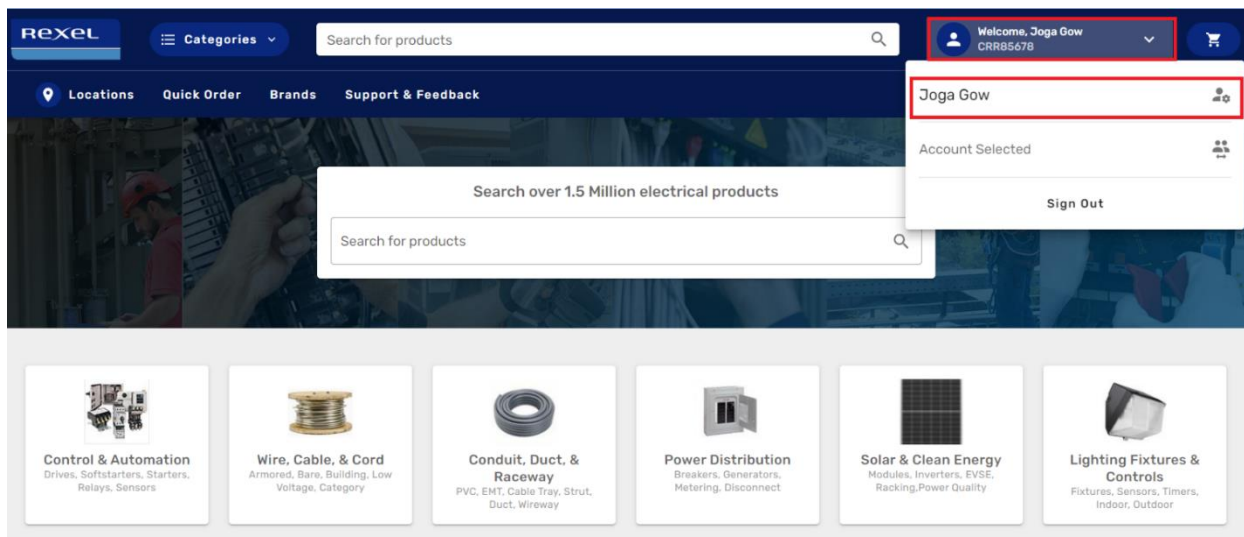 Rexel
Categories
Search for products
Welcome, Joga Gow
CRR85678
Locations
Quick Order
Brands
Support & Feedback
Joga Gow
Account Selected
Sign Out
Search over 1.5 Million electrical products
Search for products
Control & Automation
Drives, Softstarters, Starters,
Relays, Sensors
Wire, Cable, & Cord
Armored, Bare, Building, Low
Voltage, Category
Conduit, Duct, &
Raceway
PVC, EMT, Cable Tray, Strut,
Duct, Wireway
Power Distribution
Breakers, Generators,
Metering, Disconnect
Solar & Clean Energy
Modules, Inverters, EVSE,
Racking,Power Quality
Lighting Fixtures &
Controls
Fixtures, Sensors, Timers,
Indoor, Outdoor